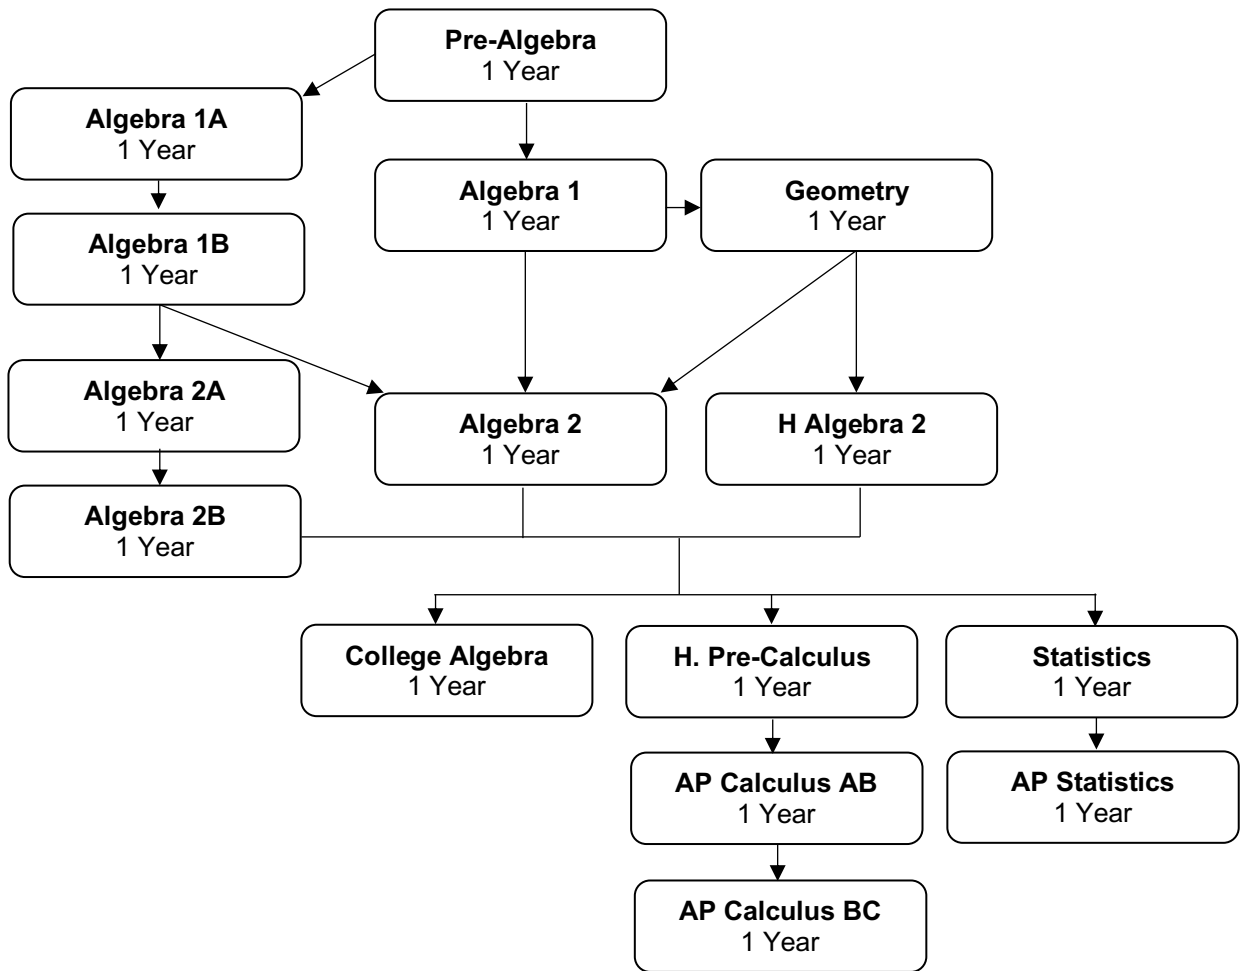 Pre-Algebra
1 Year
Algebra 1A
1 Year
Algebra 1
1 Year
Geometry
1 Year
Algebra 1B
1 Year
Algebra 2A
1 Year
Algebra 2
1 Year
H Algebra 2
1 Year
Algebra 2B
1 Year
College Algebra
1 Year
H. Pre-Calculus
1 Year
Statistics
1 Year
AP Calculus AB
1 Year
AP Statistics
1 Year
AP Calculus BC
1 Year